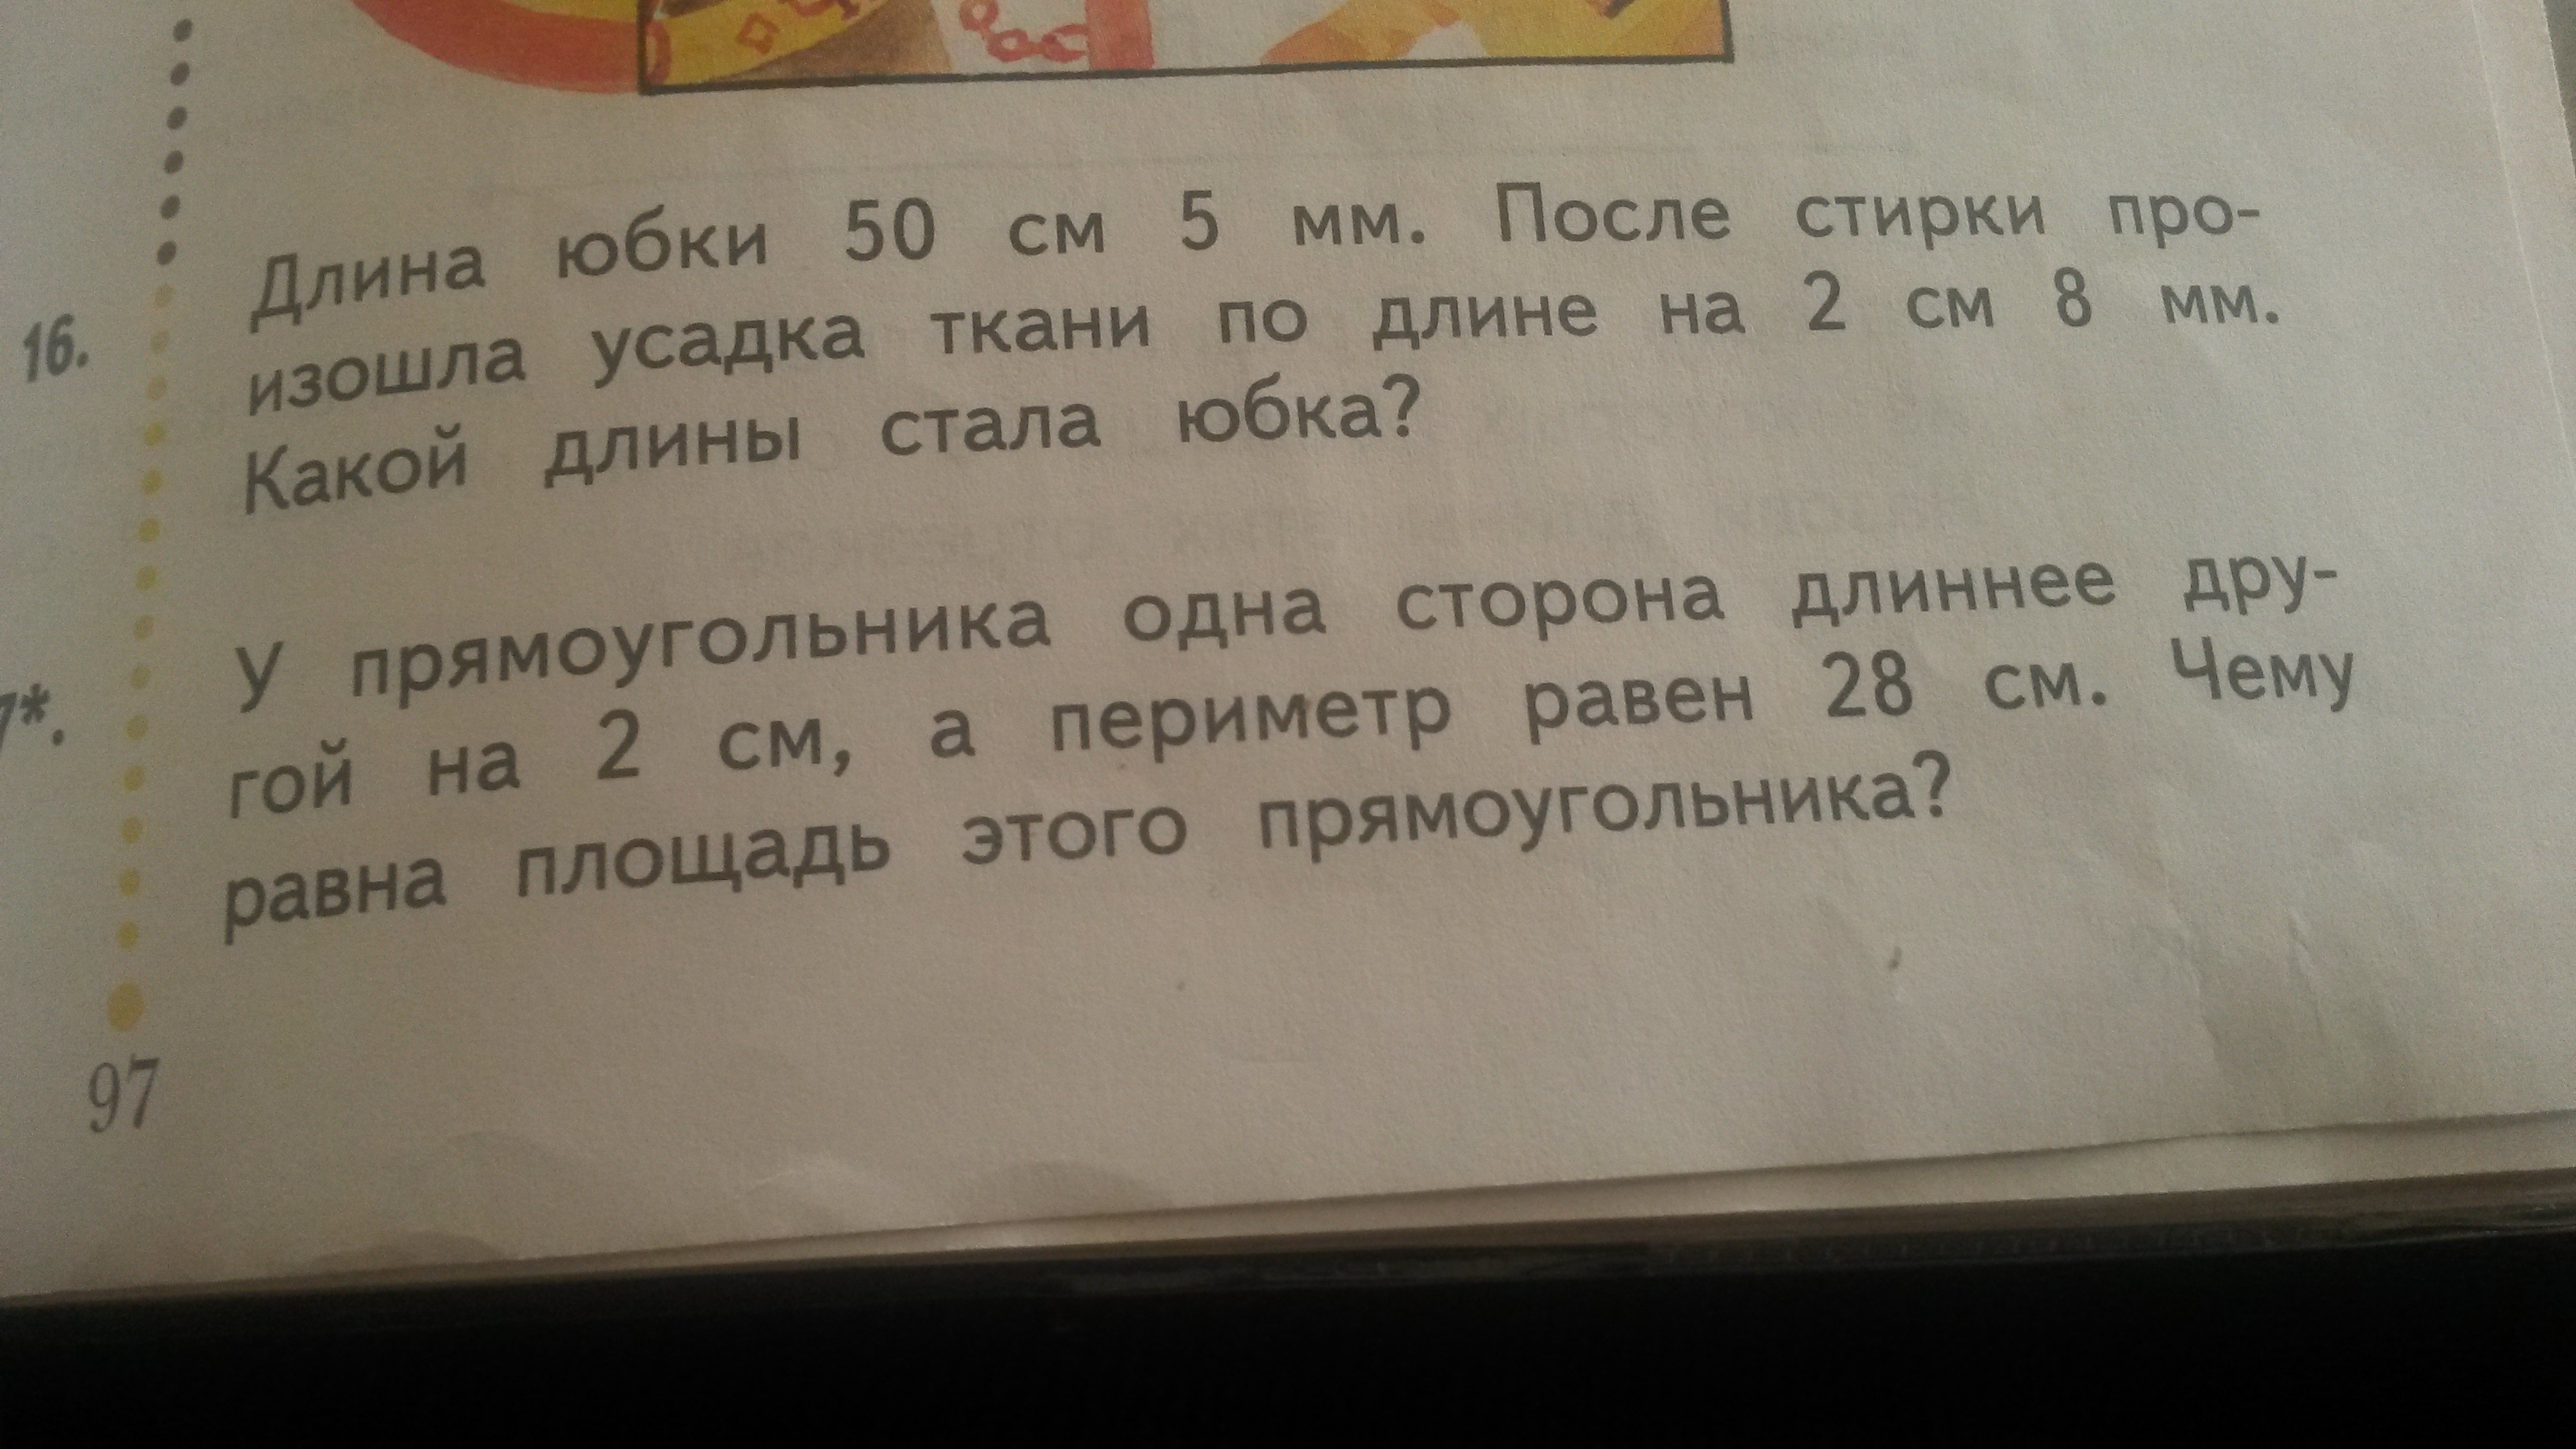 16.
Длина юбки 50 см 5 мм. После стирки про-
изошла усадка ткани по длине на 2 см 8 мм.
Какой длины стала юбка?
7*.
У прямоугольника одна сторона длиннее дру-
гой на 2 см, а периметр равен 28 см. Чему
равна площадь этого прямоугольника?
97